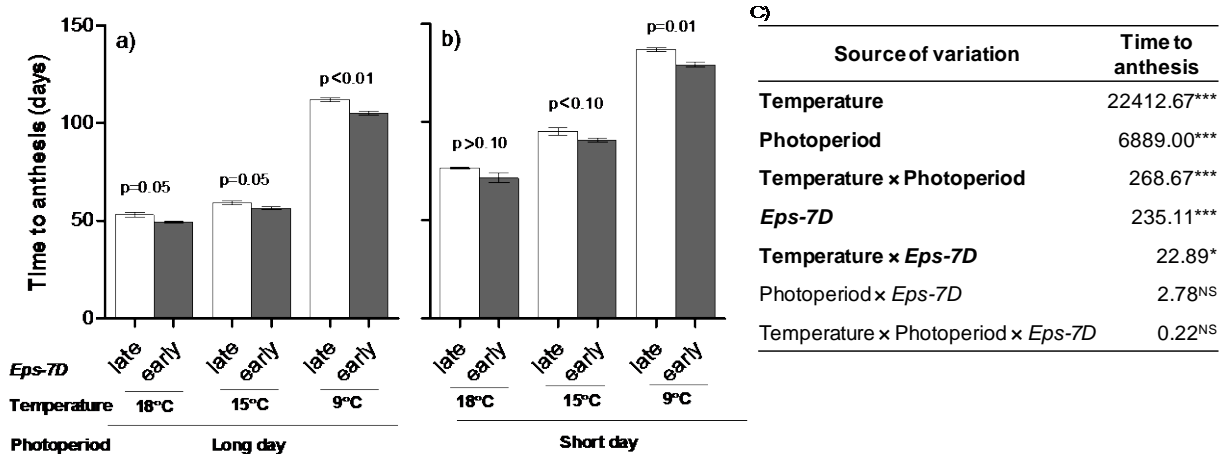 a)
Time to anthesis (days)
150
100
50
0
p=0.05
p=0.05
p<0.01
b)
p>0.10
p<0.10
p=0.01
Eps-7D
late
early
late
early
late
early
late
early
late
early
late
early
Temperature
18°C
15°C
9°C
18°C
15°C
9°C
Photoperiod
Long day
Short day
C)
Source of variation Time to anthesis
Temperature 22412.67***
Photoperiod 6889.00***
Temperature × Photoperiod 268.67***
Eps-7D 235.11***
Temperature × Eps-7D 22.89*
Photoperiod × Eps-7D 2.78NS
Temperature × Photoperiod × Eps-7D 0.22NS